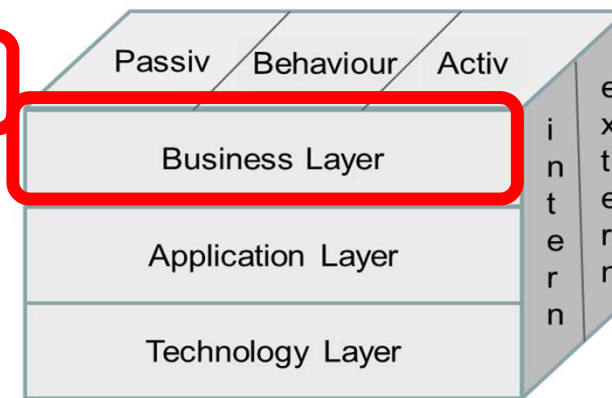 Passiv Behaviour Activ
Business Layer
Application Layer
Technology Layer
intern
extern